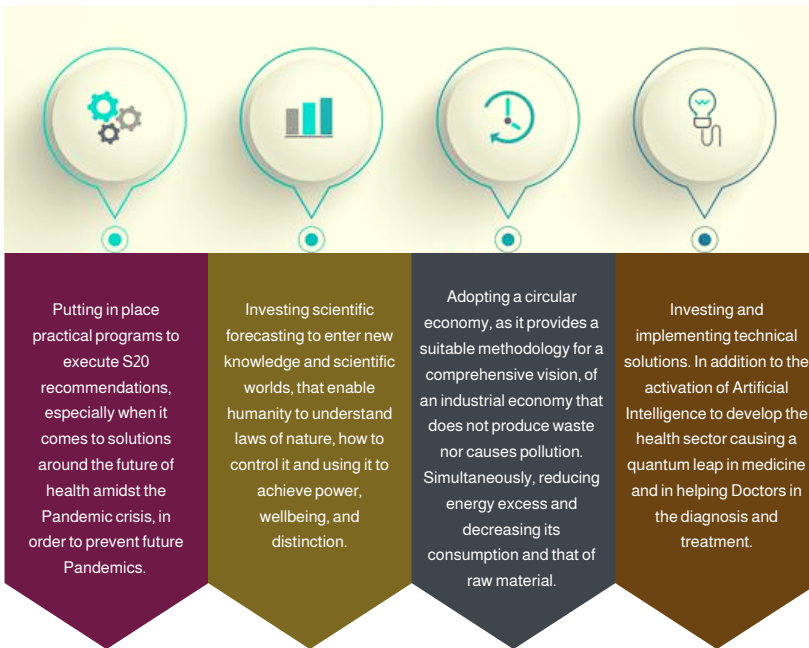 Putting in place
practical programs to
execute S20
recommendations,
especially when it
comes to solutions
around the future of
health amidst the
Pandemic crisis, in
order to prevent future
Pandemics.
Investing scientific
forecasting to enter new
knowledge and scientific
worlds, that enable
humanity to understand
laws of nature, how to
control it and using it to
achieve power,
wellbeing, and
distinction.
Adopting a circular
economy, as it provides a
suitable methodology for a
comprehensive vision, of
an industrial economy that
does not produce waste
nor causes pollution.
Simultaneously, reducing
energy excess and
decreasing its
consumption and that of
raw material.
Investing and
implementing technical
solutions. In addition to the
activation of Artificial
Intelligence to develop the
health sector causing a
quantum leap in medicine
and in helping Doctors in
the diagnosis and
treatment.